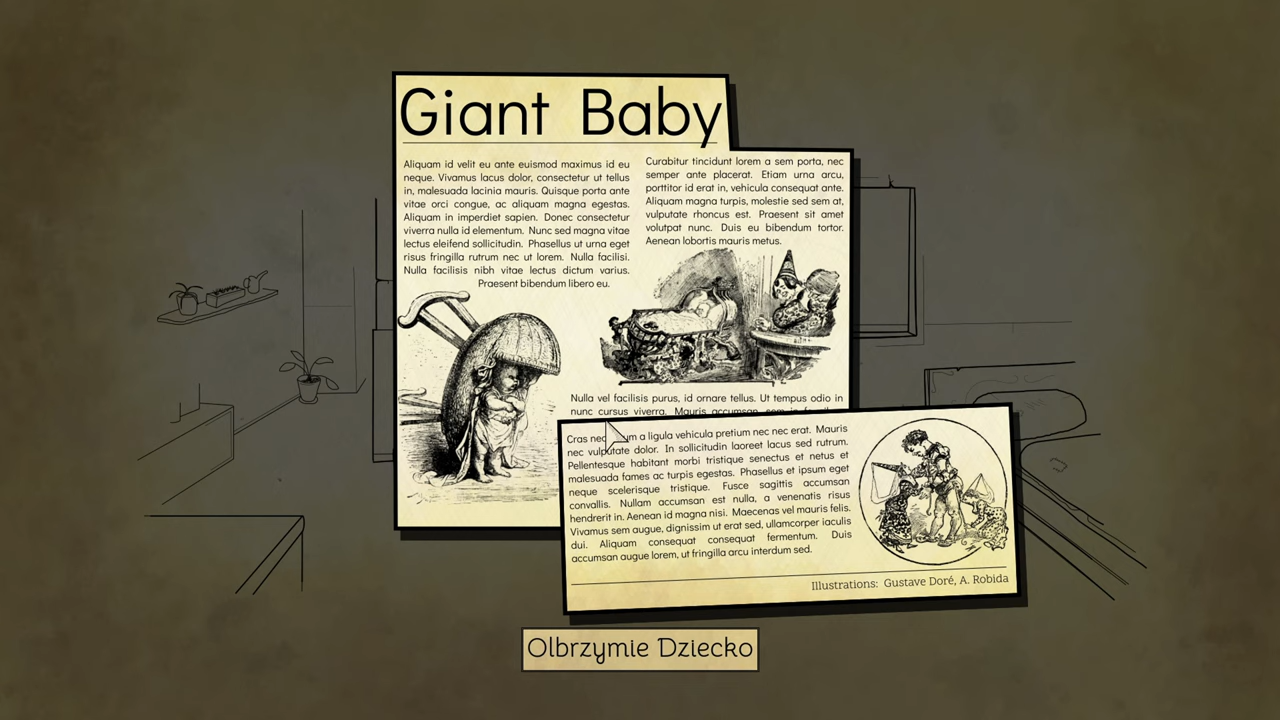 Giant Baby
Aliquam id velit eu ante euismod maximus id eu
neque. Vivamus lacus dolor, consectetur ut tellus
in, malesuada lacinia mauris. Quisque porta ante
vitae orci congue, ac aliquam magna egestas.
Aliquam in imperdiet sapien. Donec consectetur
viverra nulla id elementum. Nunc sed magna vitae
lectus eleifend sollicitudin. Phasellus ut urna eget
risus fringilla rutrum nec ut lorem. Nulla facilisi.
Nulla facilisis nibh vitae lectus dictum varius.
Praesent bibendum libero eu.
Curabitur tincidunt lorem a sem porta, nec
semper ante placerat. Etiam urna arcu,
porttitor id erat in, vehicula consequat ante.
Aliquam magna turpis, molestie sed sem at,
vulputate rhoncus est. Praesent sit amet
volutpat nunc. Duis eu bibendum tortor.
Aenean lobortis mauris metus.
Nulla vel facilisis purus, id ornare tellus. Ut tempus odio in
nunc cursus viverra. Mauris accumsan sem in
Cras nec a ligula vehicula pretium nec nec erat. Mauris
nec vulputate dolor. In sollicitudin laoreet lacus sed rutrum.
Pellentesque habitant morbi tristique senectus et netus et
malesuada fames ac turpis egestas. Phasellus et ipsum eget
neque scelerisque tristique. Fusce sagittis accumsan
convallis. Nullam accumsan est nulla, a venenatis risus
hendrerit in. Aenean id magna nisi. Maecenas vel mauris felis.
Vivamus sem augue, dignissim ut erat sed, ullamcorper iaculis
dui. Aliquam consequat consequat fermentum. Duis
accumsan augue lorem, ut fringilla arcu interdum sed.
Illustrations: Gustave Doré, A. Robida
Olbrzymie Dziecko